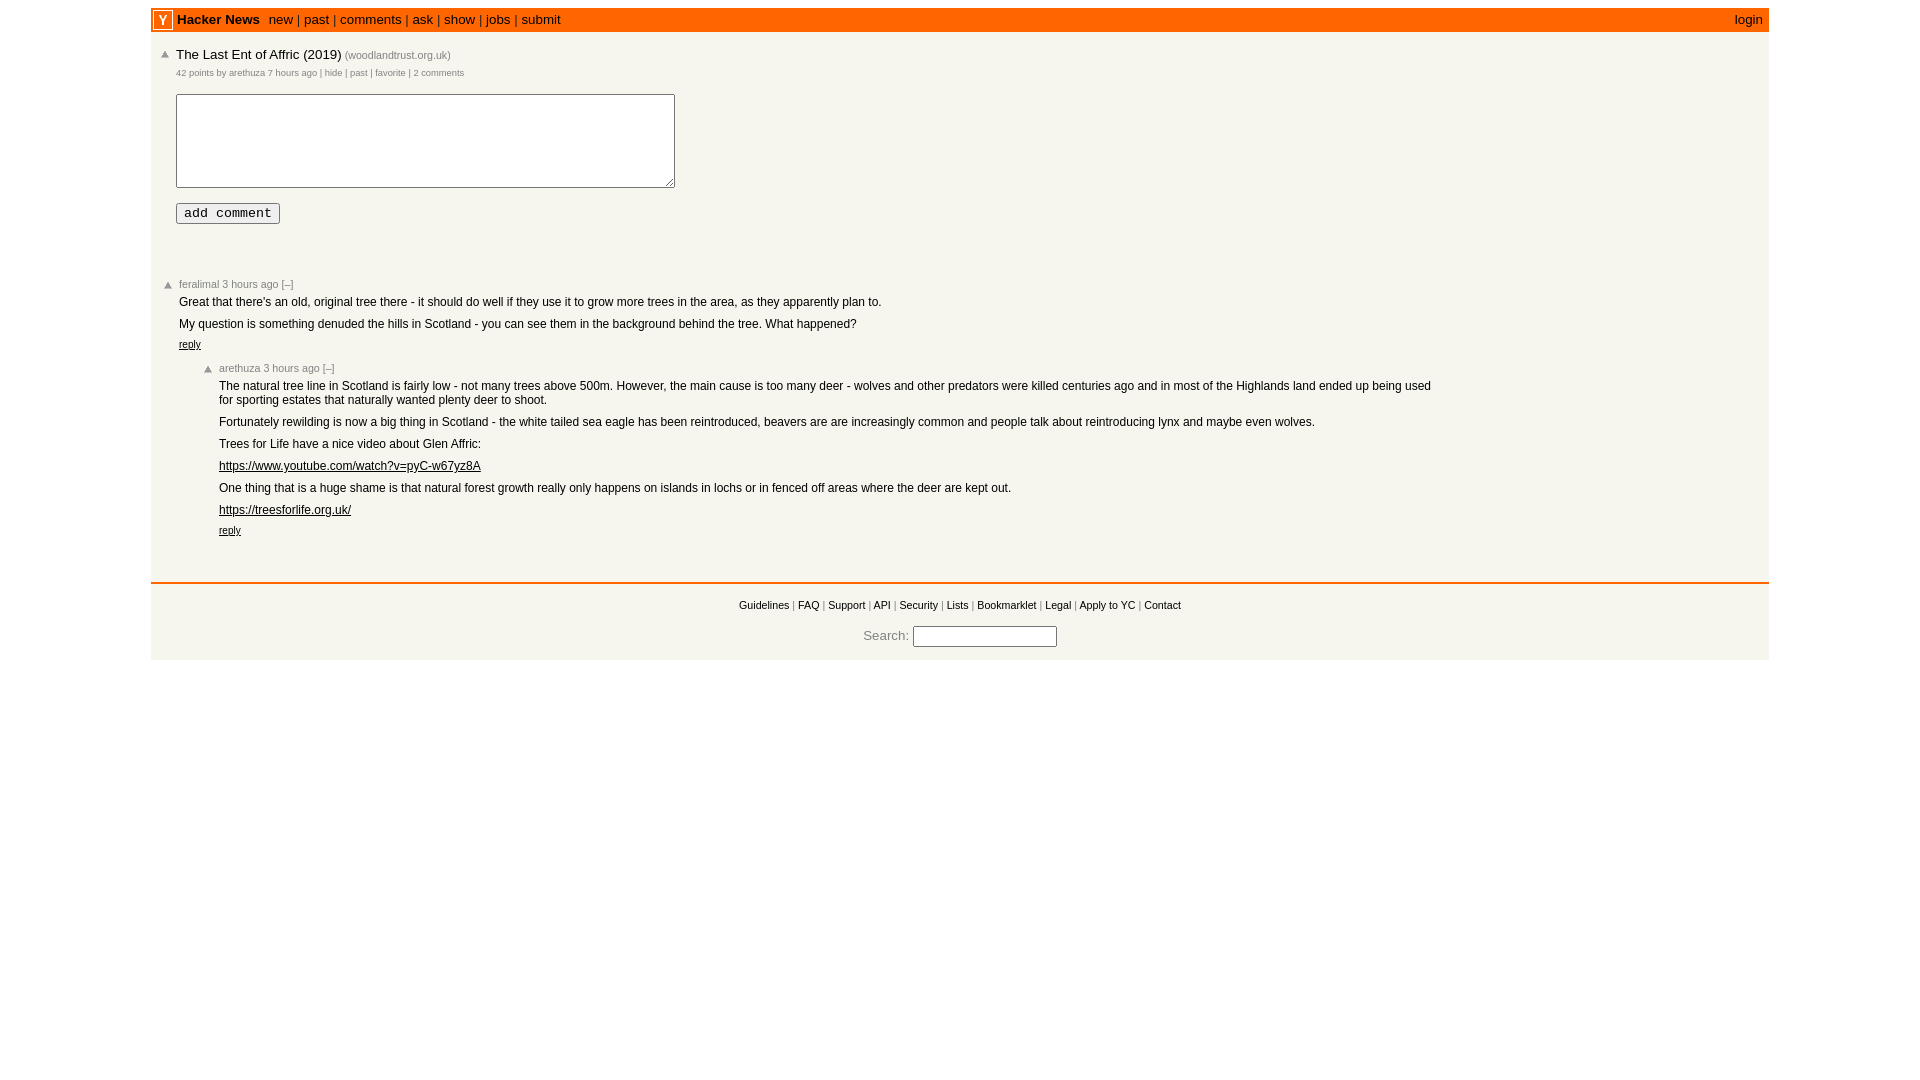 Y Hacker News new | past | comments | ask | show | jobs | submit login
The Last Ent of Affric (2019) (woodlandtrust.org.uk)
42 points by arethuza 7 hours ago | hide | past | favorite | 2 comments
add comment
feralimal 3 hours ago [–]
Great that there's an old, original tree there - it should do well if they use it to grow more trees in the area, as they apparently plan to.
My question is something denuded the hills in Scotland - you can see them in the background behind the tree. What happened?
reply
arethuza 3 hours ago [–]
The natural tree line in Scotland is fairly low - not many trees above 500m. However, the main cause is too many deer - wolves and other predators were killed centuries ago and in most of the Highlands land ended up being used
for sporting estates that naturally wanted plenty deer to shoot.
Fortunately rewilding is now a big thing in Scotland - the white tailed sea eagle has been reintroduced, beavers are are increasingly common and people talk about reintroducing lynx and maybe even wolves.
Trees for Life have a nice video about Glen Affric:
https://www.youtube.com/watch?v=pyC-w67yz8A
One thing that is a huge shame is that natural forest growth really only happens on islands in lochs or in fenced off areas where the deer are kept out.
https://treesforlife.org.uk/
reply
Guidelines | FAQ | Support | API | Security | Lists | Bookmarklet | Legal | Apply to YC | Contact
Search: